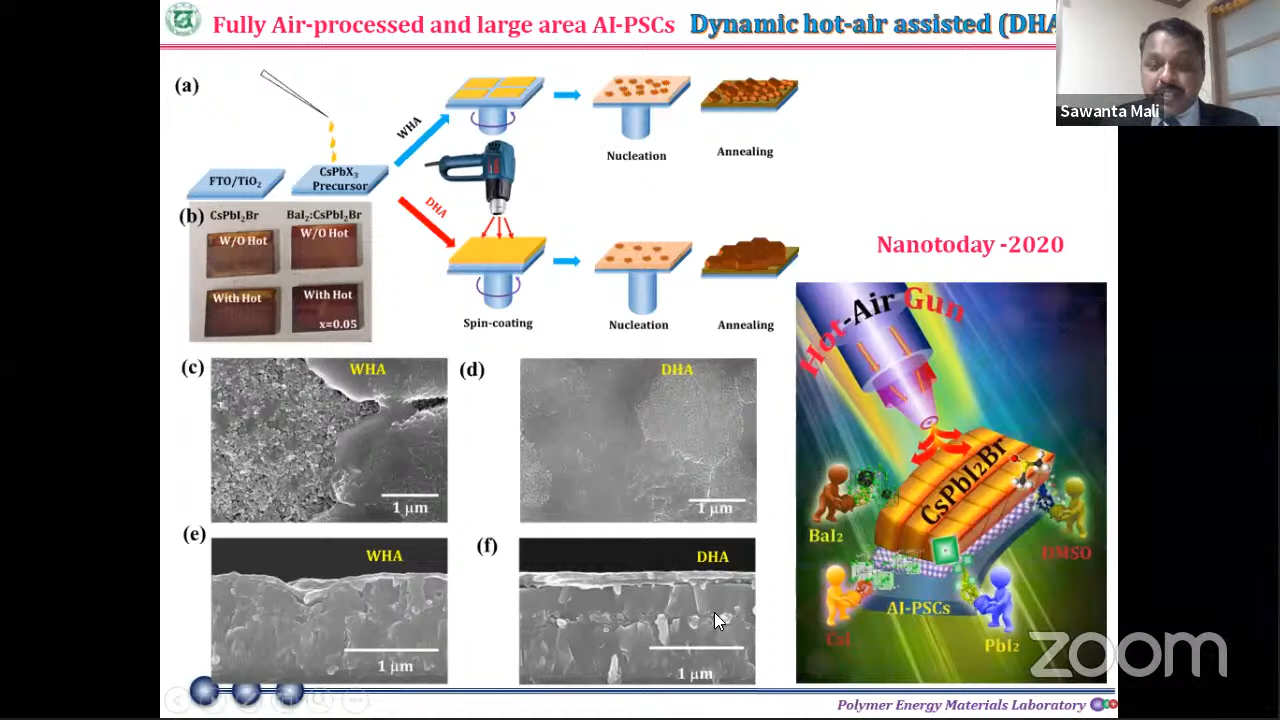 Fully Air-processed and large area AI-PSCs Dynamic hot-air assisted (DHA
Sawanta Mali
(a)
WHA
Nucleation
Annealing
FTO/TiO₂
CsPbX₃
Precursor
DHA
Spin-coating
Nucleation
Annealing
(b)
CsPbI₂Br
BaI₂:CsPbI₂Br
W/O Hot
W/O Hot
With Hot
With Hot
x=0.05
Nanotoday -2020
(c)
WHA
1 μm
(d)
DHA
1 μm
(e)
WHA
1 μm
(f)
DHA
1 μm
Hot-Air Gun
CsPbI₂Br
BaI₂
DMSO
CsI
AI-PSCs
PbI₂
zoom
Polymer Energy Materials Laboratory